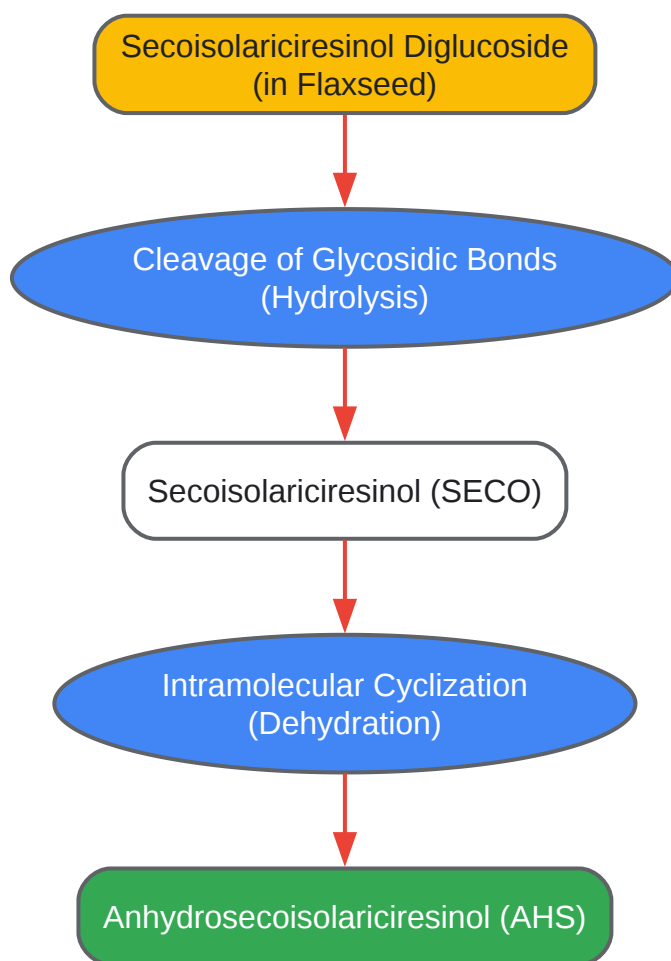 Secoisolariciresinol Diglucoside
(in Flaxseed)
Cleavage of Glycosidic Bonds
(Hydrolysis)
Secoisolariciresinol (SECO)
Intramolecular Cyclization
(Dehydration)
Anhydrosecoisolariciresinol (AHS)